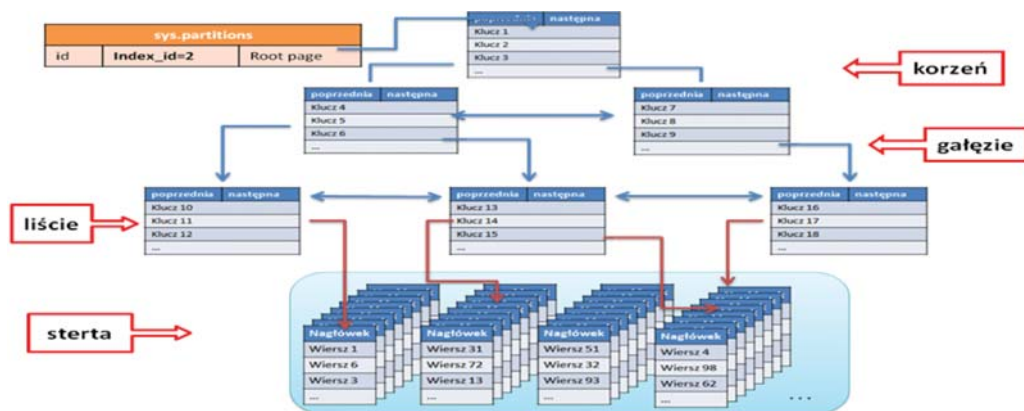 sys.partitions
id Index_id=2 Root page
poprzednia następna
Klucz 1
Klucz 2
Klucz 3
...
korzeń
poprzednia następna
Klucz 4
Klucz 5
Klucz 6
...
poprzednia następna
Klucz 7
Klucz 8
Klucz 9
...
gałęzie
poprzednia następna
Klucz 10
Klucz 11
Klucz 12
...
poprzednia następna
Klucz 13
Klucz 14
Klucz 15
...
poprzednia następna
Klucz 16
Klucz 17
Klucz 18
...
liście
sterta
Nagłówek
Wiersz 1
Wiersz 6
Wiersz 3
...
Nagłówek
Wiersz 31
Wiersz 72
Wiersz 13
...
Nagłówek
Wiersz 51
Wiersz 32
Wiersz 93
...
Nagłówek
Wiersz 4
Wiersz 98
Wiersz 62
...
...